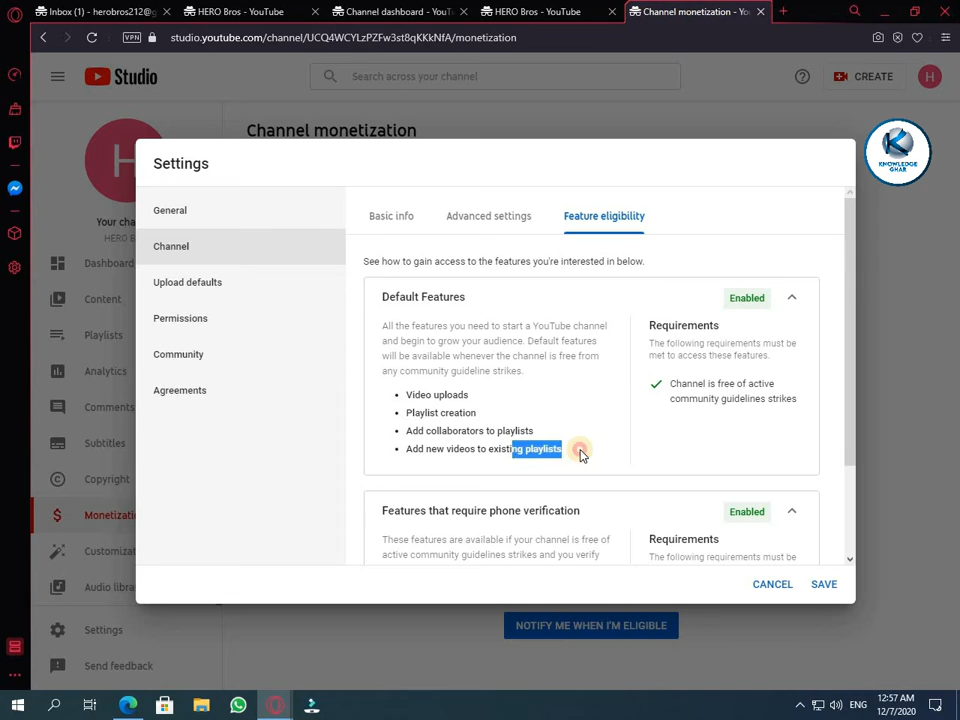 Inbox (1) - herobros212@g
HERO Bros - YouTube
Channel dashboard - YouT
HERO Bros - YouTube
Channel monetization - Yo
VPN
studio.youtube.com/channel/UCQ4WCYLzPZFw3st8qKKkNfA/monetization
Studio
Search across your channel
CREATE
H
H
Channel monetization
KNOWLEDGE
GHAR
Settings
Your cha
HERO B
Dashboard
Content
Playlists
Analytics
Comments
Subtitles
Copyright
$
Monetizatio
Customizat
Audio libra
Settings
Send feedback
General
Channel
Upload defaults
Permissions
Community
Agreements
Basic info
Advanced settings
Feature eligibility
See how to gain access to the features you're interested in below.
Default Features
Enabled
All the features you need to start a YouTube channel
and begin to grow your audience. Default features
will be available whenever the channel is free from
any community guideline strikes.
• Video uploads
• Playlist creation
• Add collaborators to playlists
• Add new videos to existing playlists
Requirements
The following requirements must be
met to access these features.
Channel is free of active
community guidelines strikes
Features that require phone verification
Enabled
These features are available if your channel is free of
active community guidelines strikes and you verify
Requirements
The following requirements must be
CANCEL
SAVE
NOTIFY ME WHEN I'M ELIGIBLE
ENG
12:57 AM
12/7/2020